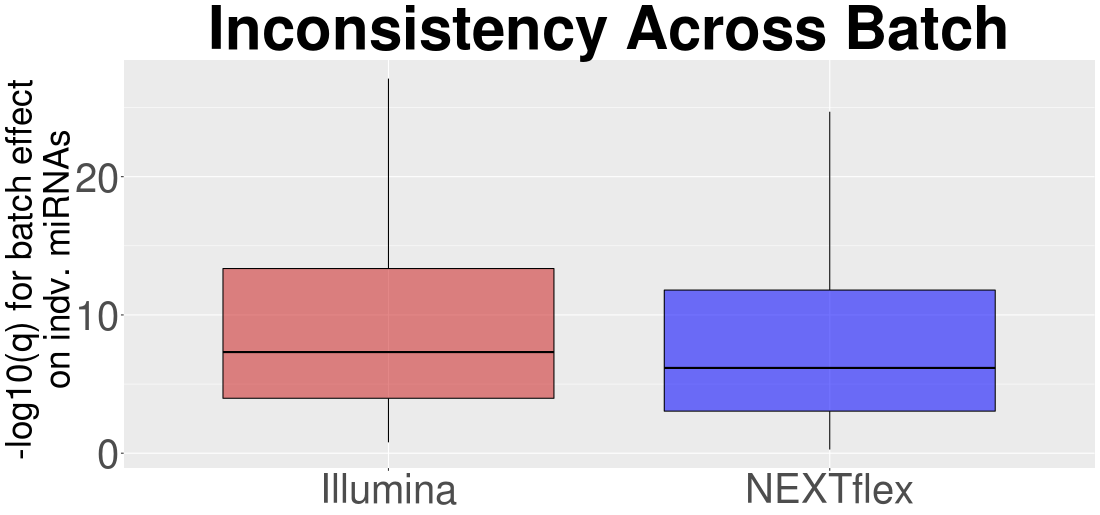 Inconsistency Across Batch
-log10(q) for batch effect
on indv. miRNAs
20
10
0
Illumina
NEXTflex